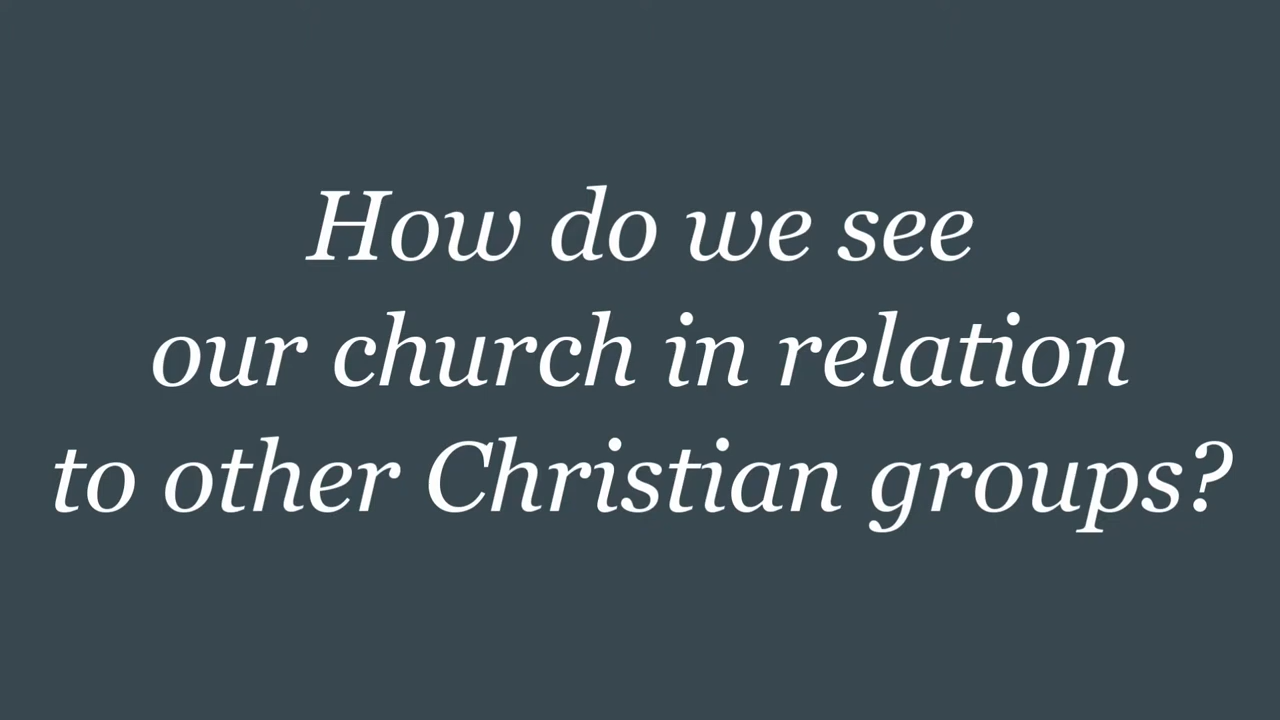 How do we see
our church in relation
to other Christian groups?